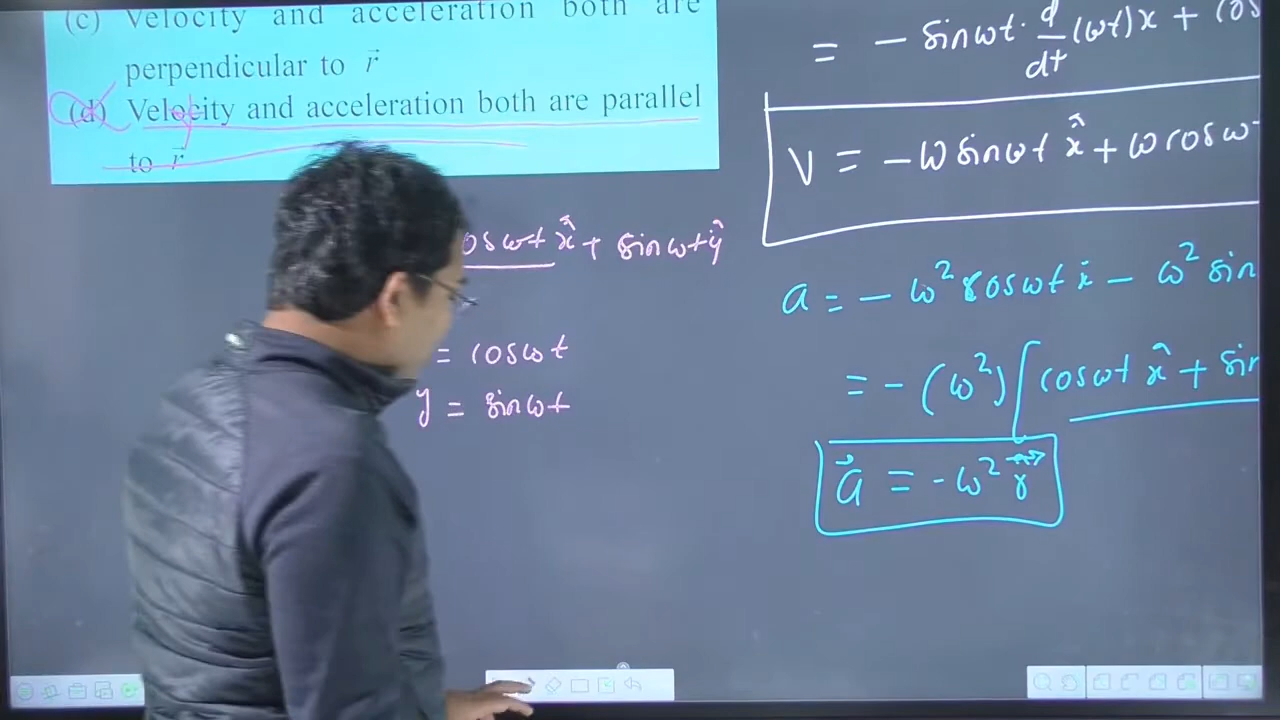 (c) Velocity and acceleration both are
perpendicular to r⃗
(d) Velocity and acceleration both are parallel
to r⃗
osωt x̂ + sinωt ŷ
= cosωt
y = sinωt
= - sinωt · d/dt (ωt)x + cos
V = -ω sinωt x̂ + ω cosω
a = - ω² cosωt x̂ - ω² sin
= - (ω²) [cosωt x̂ + sin
a⃗ = -ω² r⃗